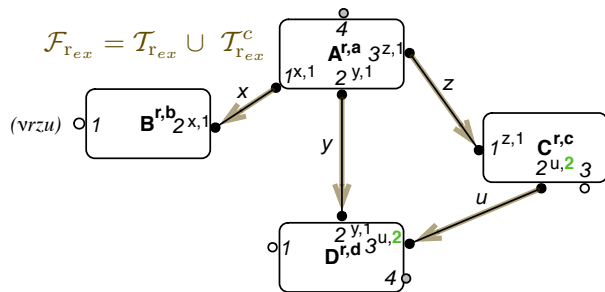 4
𝓕_{r_{ex}} = 𝓣_{r_{ex}} ∪ 𝓣^c_{r_{ex}}
A^{r,a} 3^{z,1}
1^{x,1} 2^{y,1}
x
z
(νrzu) 1 B^{r,b} 2^{x,1}
y
C^{r,c}
1^{z,1}
2^{u,2} 3
u
1 2^{y,1} 3^{u,2}
D^{r,d}
4